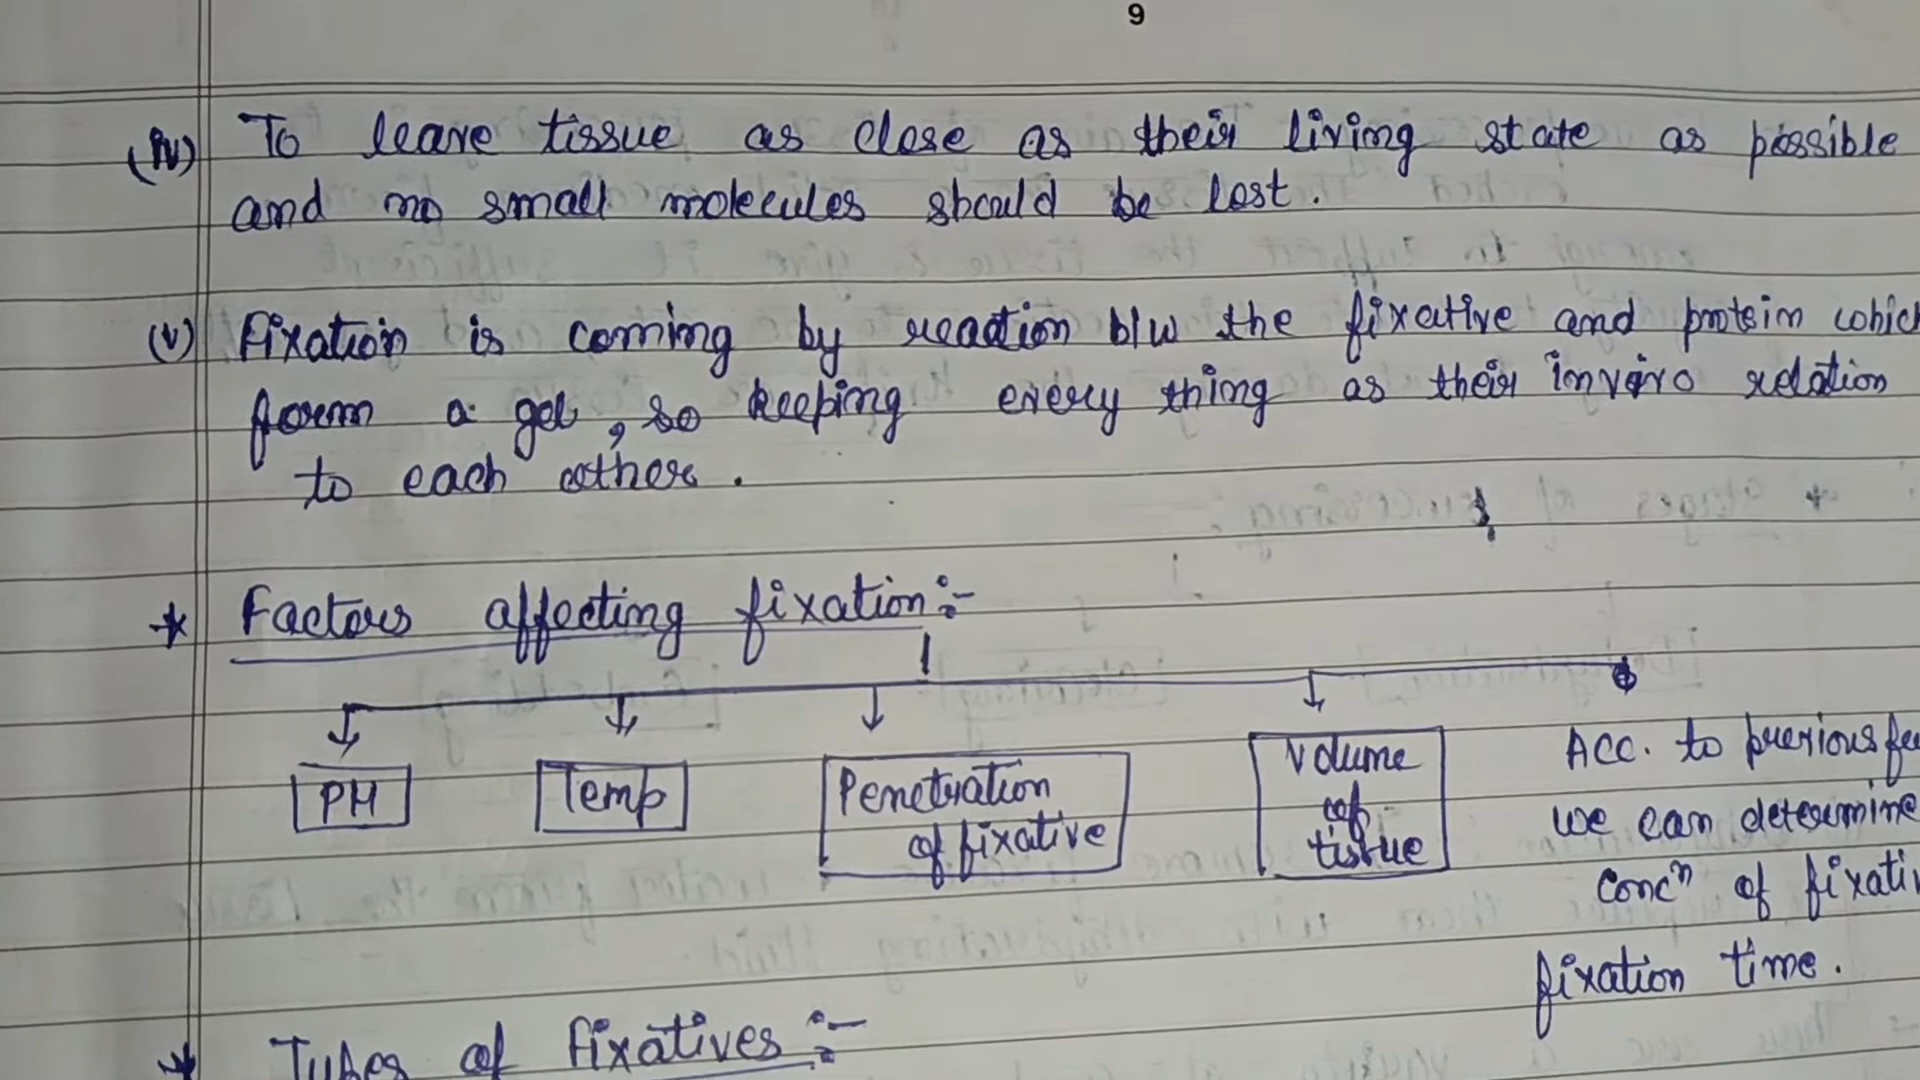 9
(iv) To leave tissue as close as their living state as possible
and no small molecules should be lost.
(v) Fixation is coming by reaction b/w the fixative and protein which
form a gel, so keeping every thing as their invivo relation
to each other.
* Factors affecting fixation :-
PH
Temp
Penetration
of fixative
Volume
of
tissue
Acc. to previous
we can determine
concⁿ of
fixation time.
* Types of fixatives :-